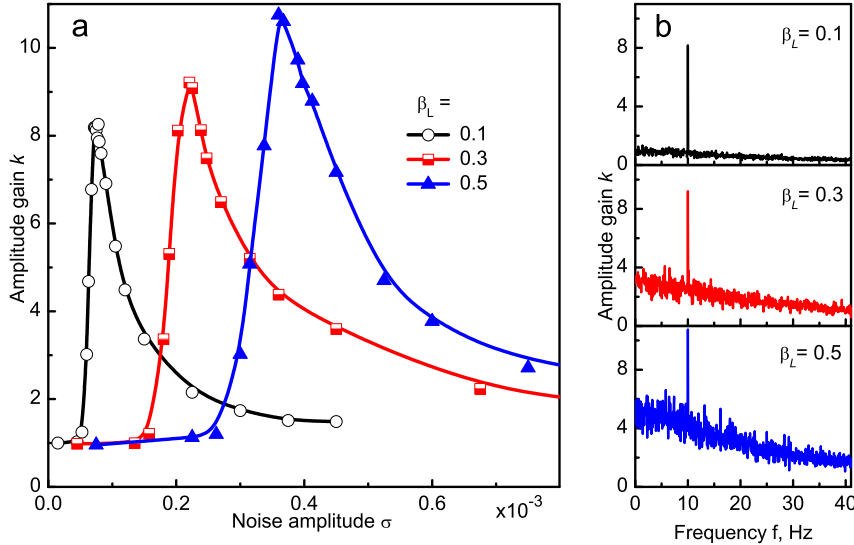 a
Amplitude gain k
10
8
6
4
2
0
β_L =
0.1
0.3
0.5
0.0
0.2
0.4
0.6
x10⁻³
Noise amplitude σ
b
Amplitude gain k
β_L= 0.1
8
4
0
β_L= 0.3
8
4
0
β_L= 0.5
8
4
0
0
10
20
30
40
Frequency f, Hz